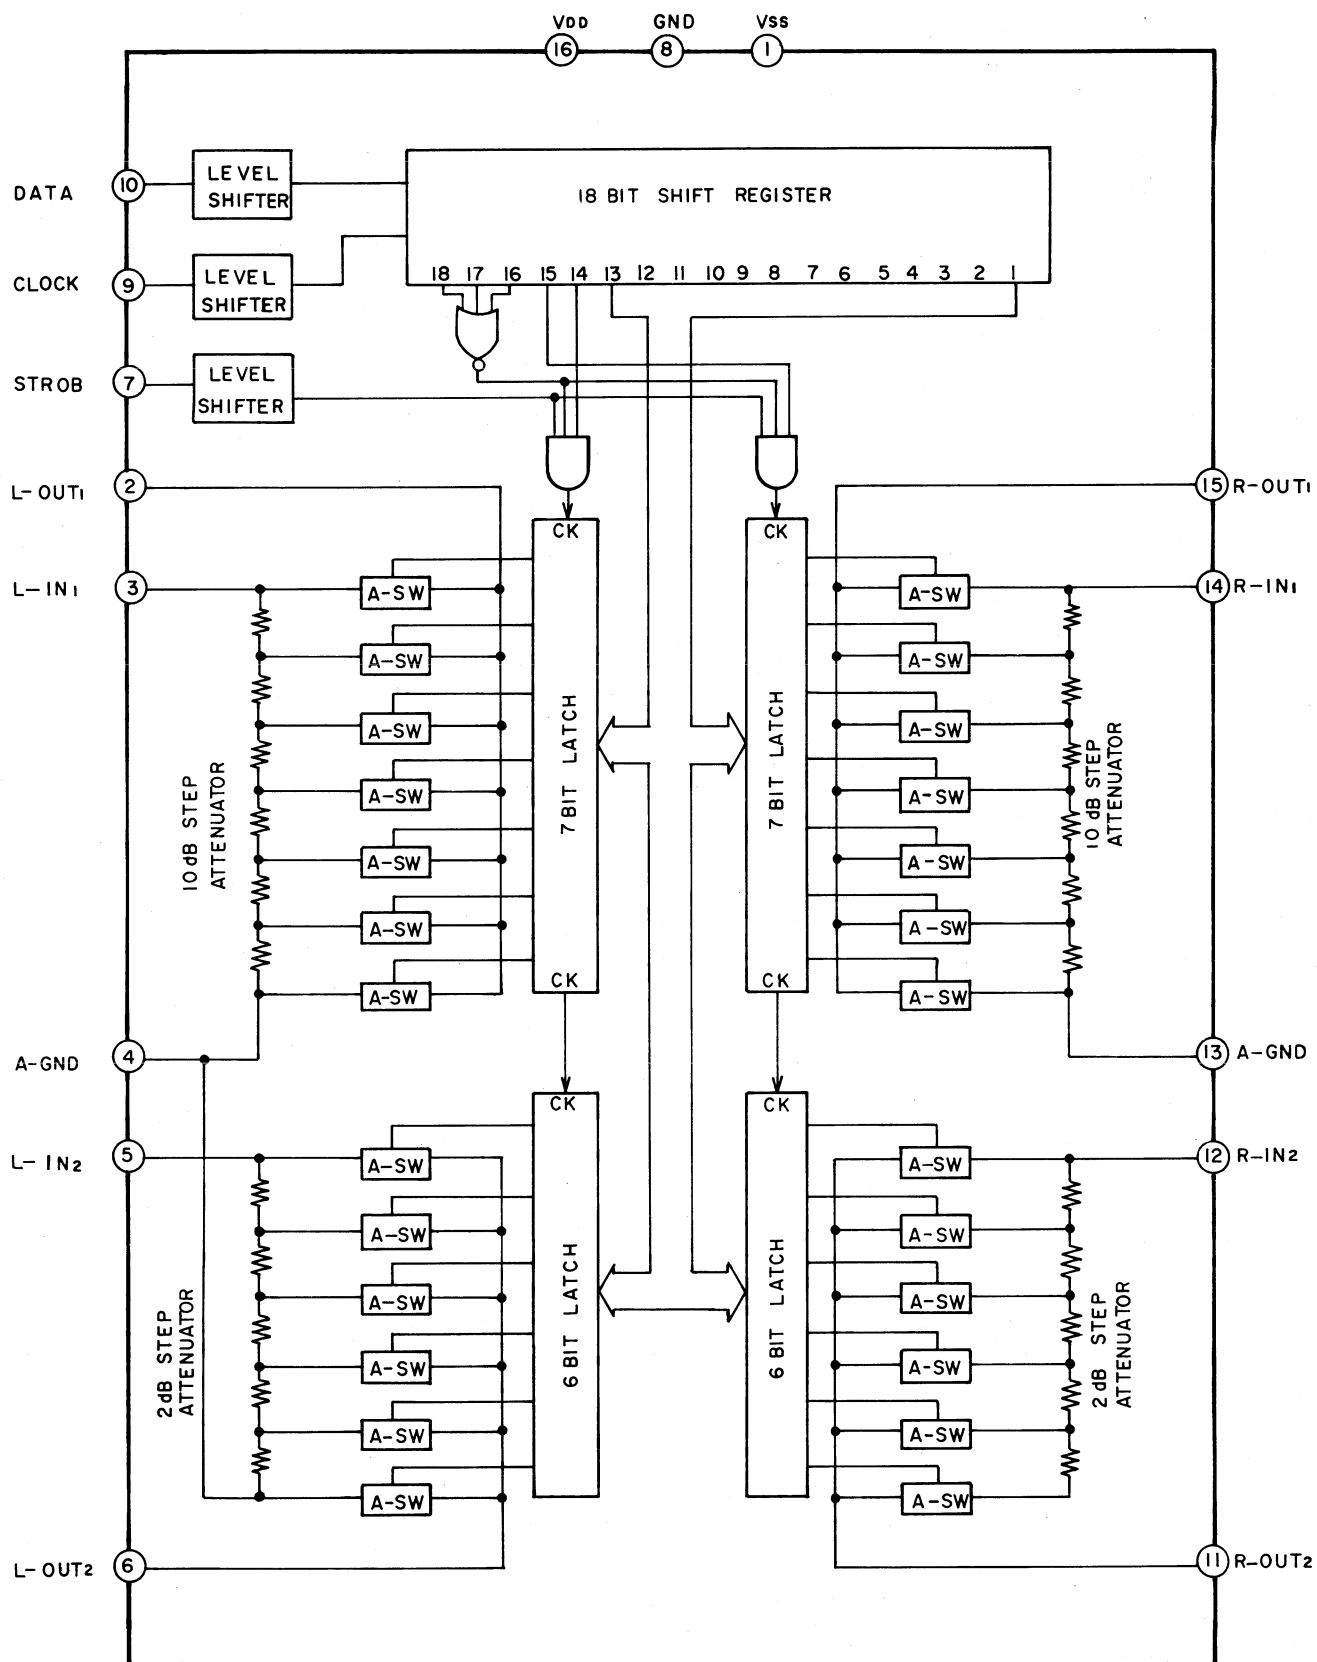 VDD GND VSS
16 8 1
DATA 10 LEVEL SHIFTER
18 BIT SHIFT REGISTER
CLOCK 9 LEVEL SHIFTER
18 17 16 15 14 13 12 11 10 9 8 7 6 5 4 3 2 1
STROB 7 LEVEL SHIFTER
L-OUT1 2
15 R-OUT1
CK CK
L-IN1 3
14 R-IN1
A-SW A-SW
A-SW A-SW
A-SW A-SW
A-SW A-SW
A-SW A-SW
A-SW A-SW
A-SW A-SW
10dB STEP
ATTENUATOR
7 BIT LATCH
7 BIT LATCH
10dB STEP
ATTENUATOR
CK CK
A-GND 4
13 A-GND
CK CK
L-IN2 5
12 R-IN2
A-SW A-SW
A-SW A-SW
A-SW A-SW
A-SW A-SW
A-SW A-SW
A-SW A-SW
2dB STEP
ATTENUATOR
6 BIT LATCH
6 BIT LATCH
2dB STEP
ATTENUATOR
L-OUT2 6
11 R-OUT2